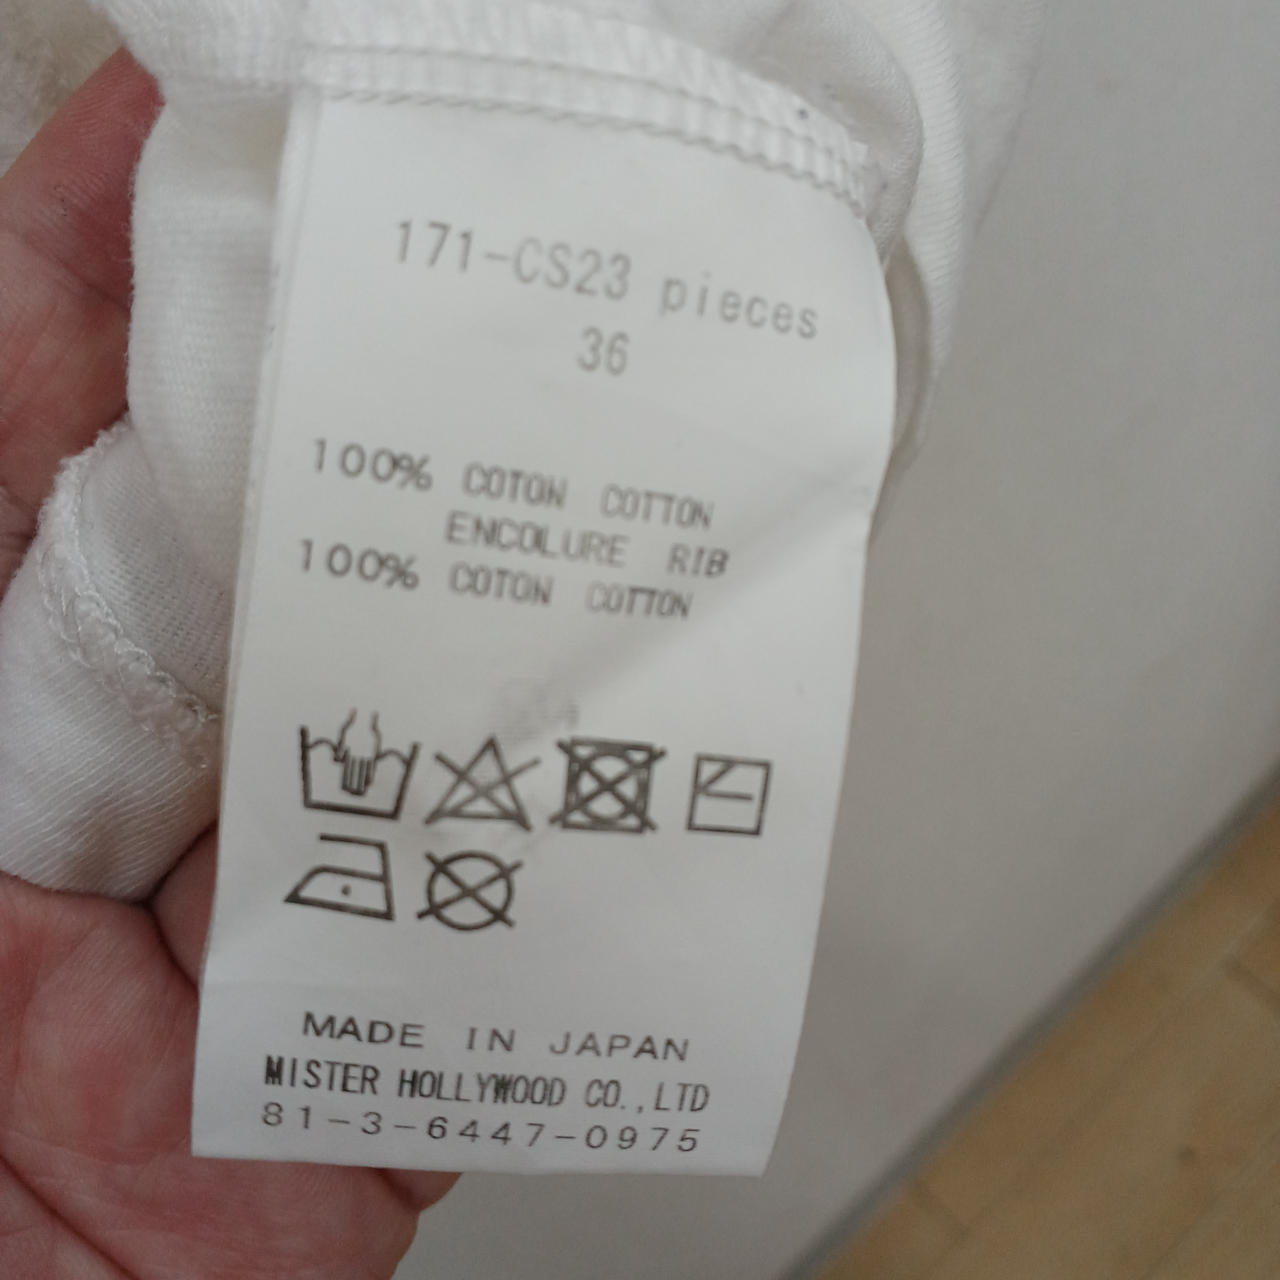 171-CS23 pieces
36
100% COTON COTTON
ENCOLURE RIB
100% COTON COTTON
MADE IN JAPAN
MISTER HOLLYWOOD CO.,LTD
81-3-6447-0975